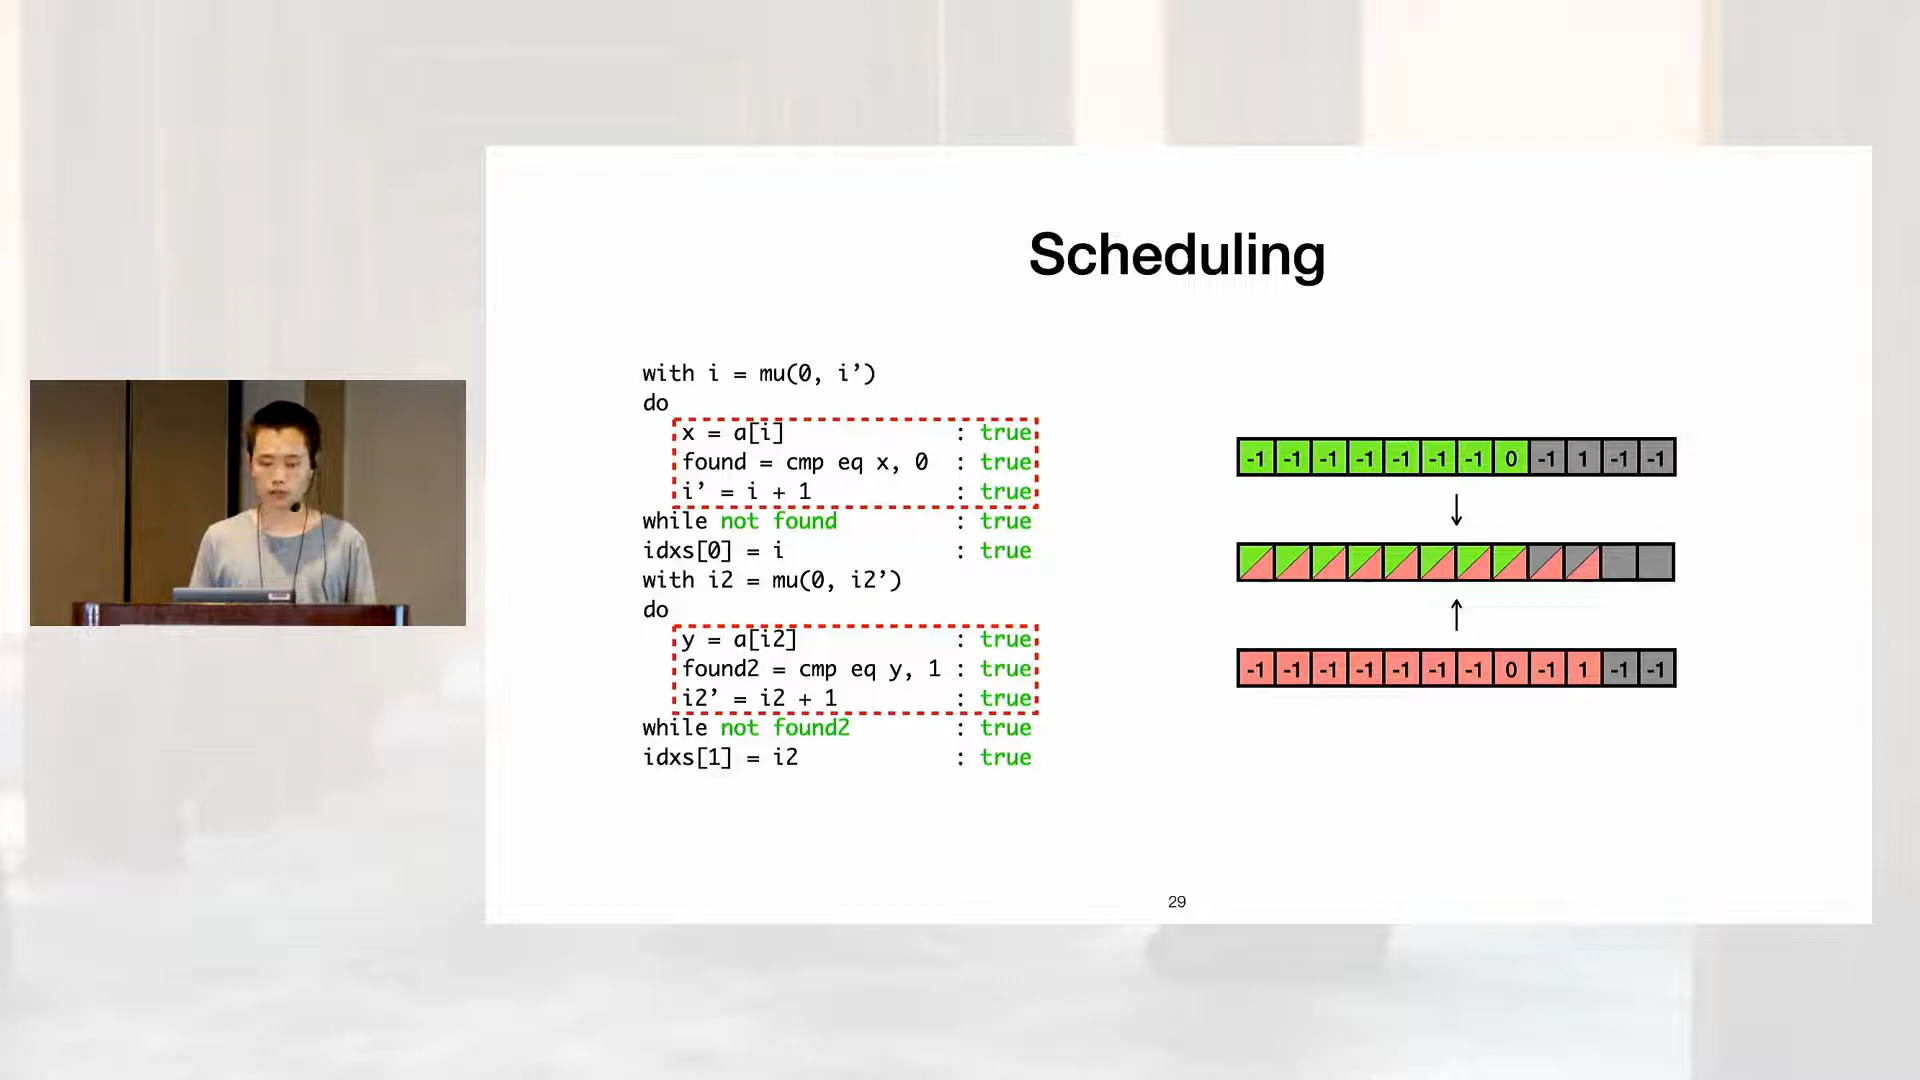 Scheduling
with i = mu(0, i’)
do
x = a[i] : true
found = cmp eq x, 0 : true
i’ = i + 1 : true
while not found : true
idxs[0] = i : true
with i2 = mu(0, i2’)
do
y = a[i2] : true
found2 = cmp eq y, 1 : true
i2’ = i2 + 1 : true
while not found2 : true
idxs[1] = i2 : true
-1 -1 -1 -1 -1 -1 -1 0 -1 1 -1 -1
-1 -1 -1 -1 -1 -1 -1 0 -1 1 -1 -1
29